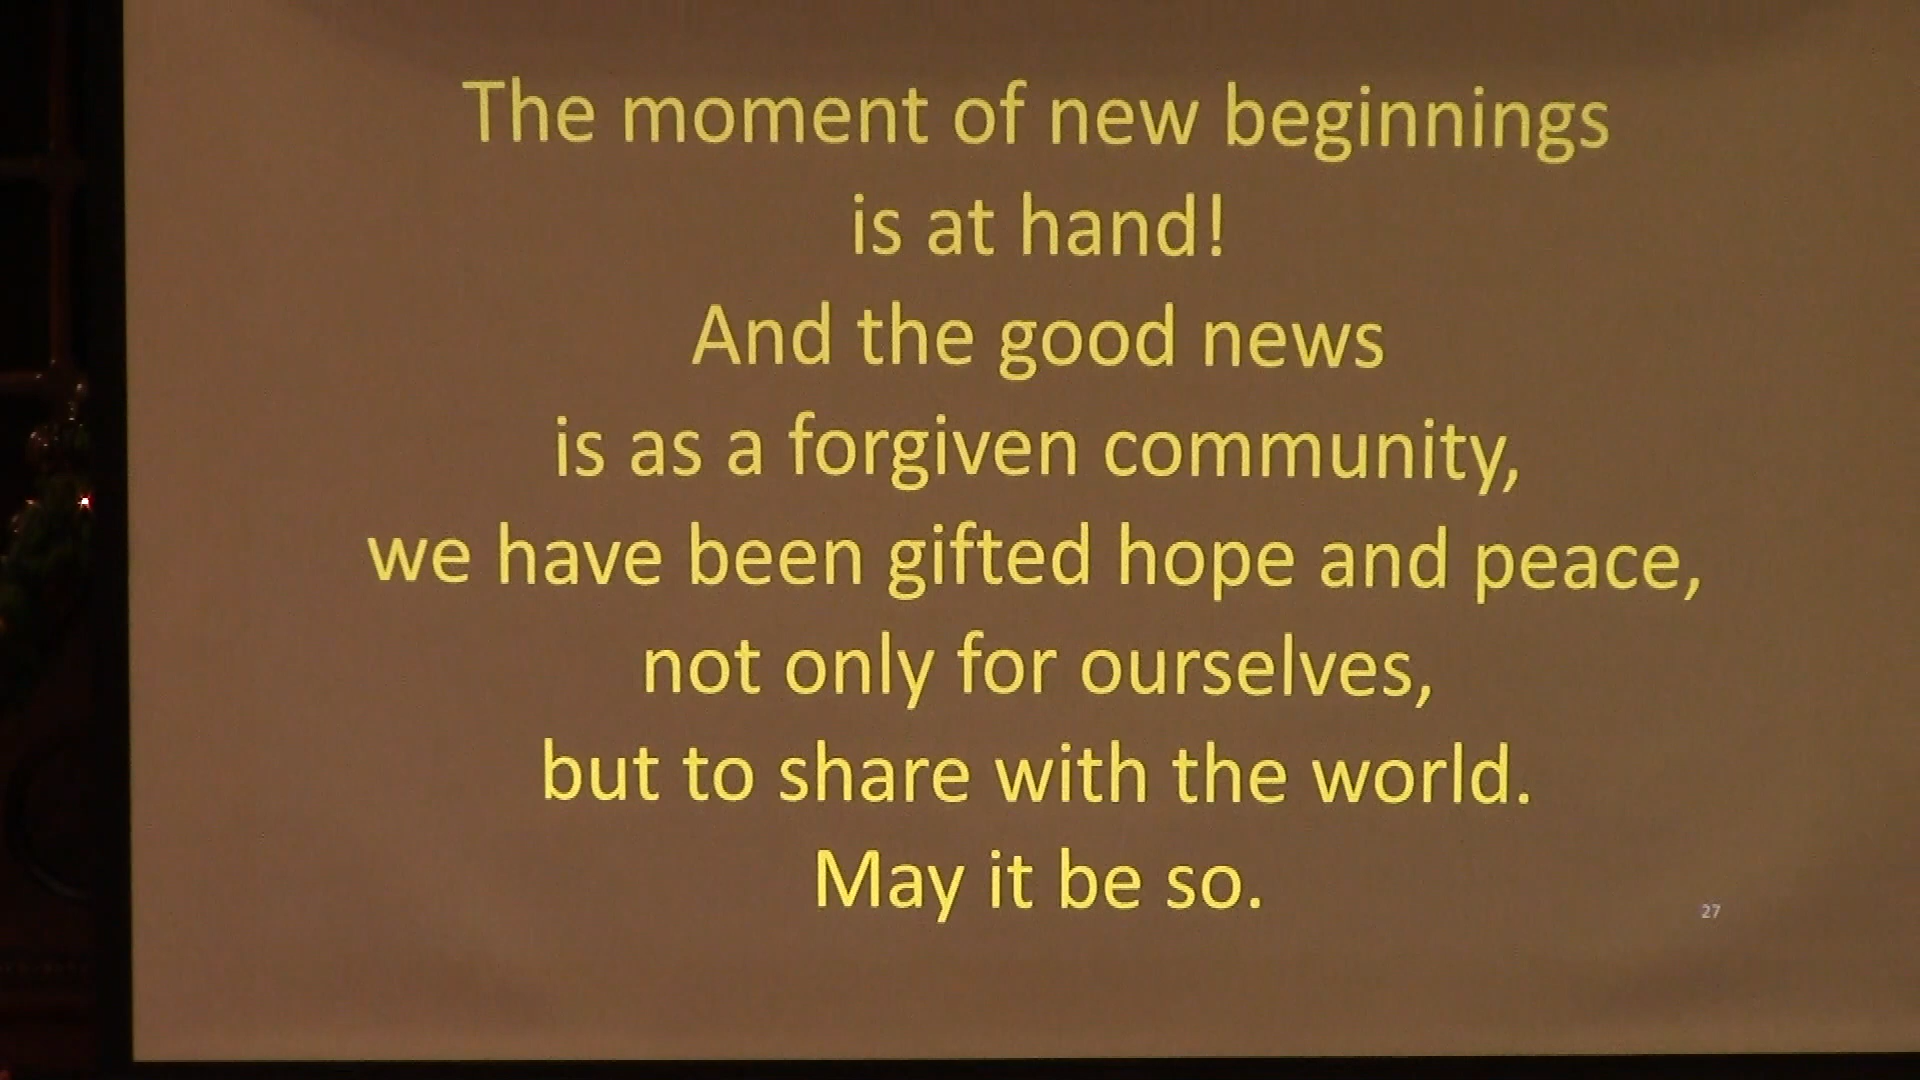 The moment of new beginnings
is at hand!
And the good news
is as a forgiven community,
we have been gifted hope and peace,
not only for ourselves,
but to share with the world.
May it be so.
27